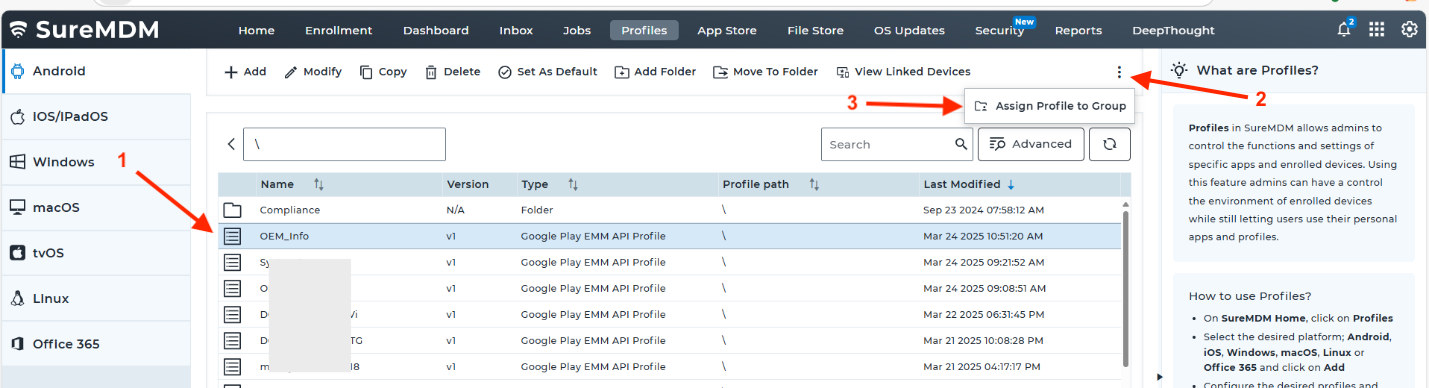 SureMDM
Home Enrollment Dashboard Inbox Jobs Profiles App Store File Store OS Updates Security New Reports DeepThought 2
Android
iOS/iPadOS
Windows
macOS
tvOS
Linux
Office 365
Add Modify Copy Delete Set As Default Add Folder Move To Folder View Linked Devices
3 Assign Profile to Group 2
1
\ Search Advanced
Name Version Type Profile path Last Modified
Compliance N/A Folder \ Sep 23 2024 07:58:12 AM
OEM_Info v1 Google Play EMM API Profile \ Mar 24 2025 10:51:20 AM
v1 Google Play EMM API Profile \ Mar 24 2025 09:21:52 AM
v1 Google Play EMM API Profile \ Mar 24 2025 09:08:51 AM
v1 Google Play EMM API Profile \ Mar 22 2025 06:31:45 PM
v1 Google Play EMM API Profile \ Mar 21 2025 10:08:28 PM
v1 Google Play EMM API Profile \ Mar 21 2025 04:17:17 PM
What are Profiles?
Profiles in SureMDM allows admins to
control the functions and settings of
specific apps and enrolled devices. Using
this feature admins can have a control
the environment of enrolled devices
while still letting users use their personal
apps and profiles.
How to use Profiles?
• On SureMDM Home, click on Profiles
• Select the desired platform; Android,
iOS, Windows, macOS, Linux or
Office 365 and click on Add
• Configure the desired profiles and